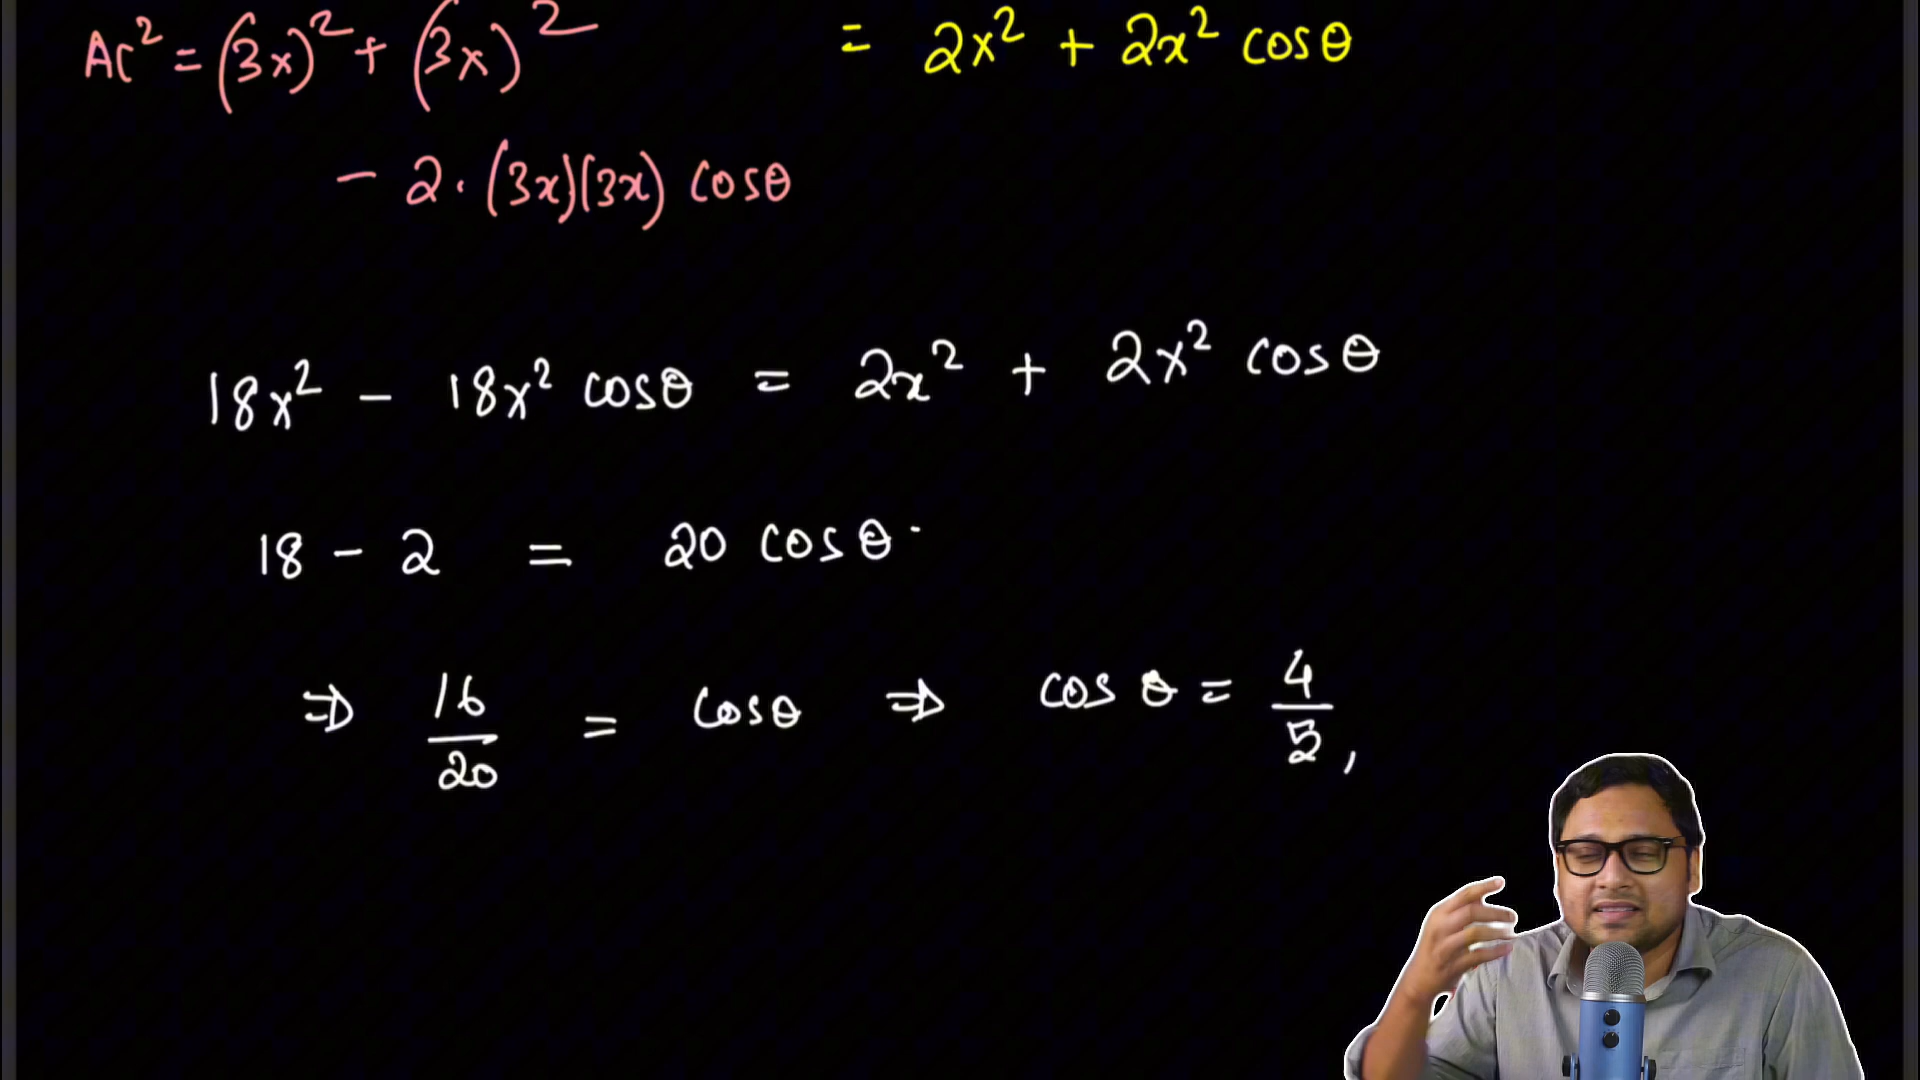 AC² = (3x)² + (3x)²
- 2·(3x)(3x) cosθ
= 2x² + 2x² cosθ
18x² - 18x² cosθ = 2x² + 2x² cosθ
18 - 2 = 20 cosθ.
⇒ 16/20 = cosθ ⇒ cosθ = 4/5,